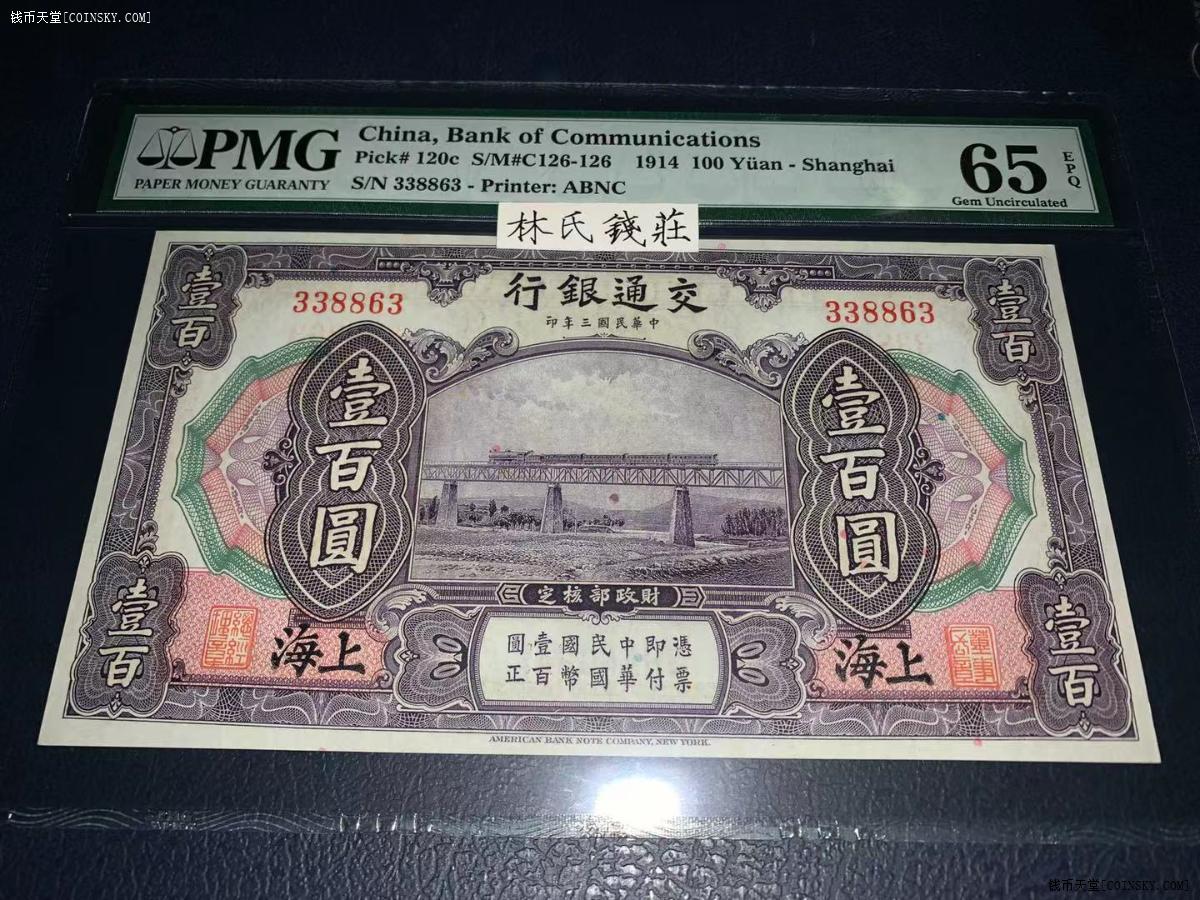 钱币天堂[COINSKY.COM]
PMG
PAPER MONEY GUARANTY
China, Bank of Communications
Pick# 120c S/M#C126-126 1914 100 Yüan - Shanghai
S/N 338863 - Printer: ABNC
65
EPQ
Gem Uncirculated
林氏錢莊
行銀通交
印年三國民華中
338863
338863
壹百
壹百
壹百圓
壹百圓
定核部政財
壹百
壹百
海上
海上
圓壹國民中即憑
正百幣國華付票
AMERICAN BANK NOTE COMPANY, NEW YORK.
钱币天堂[COINSKY.COM]